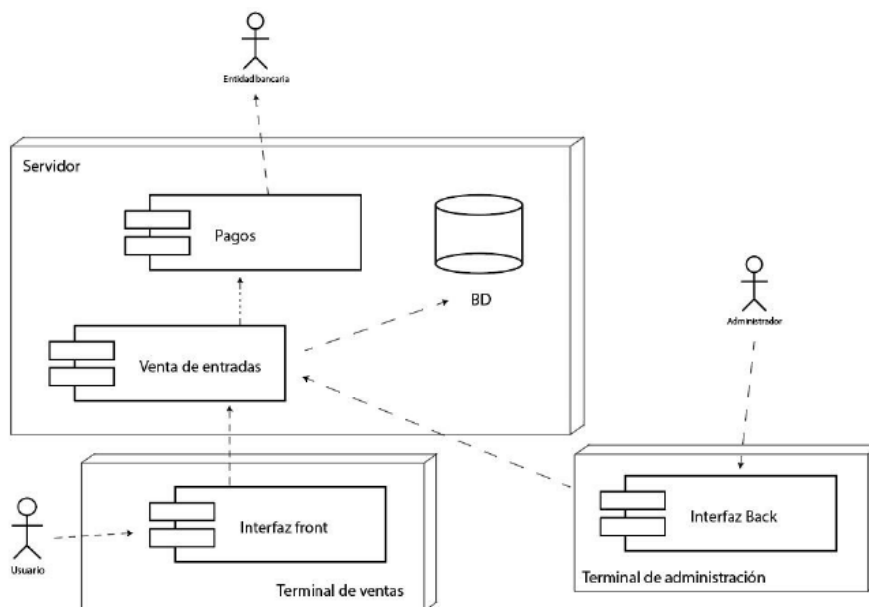 Entidad bancaria
Servidor
Pagos
BD
Venta de entradas
Administrador
Interfaz front
Interfaz Back
Usuario
Terminal de ventas
Terminal de administración